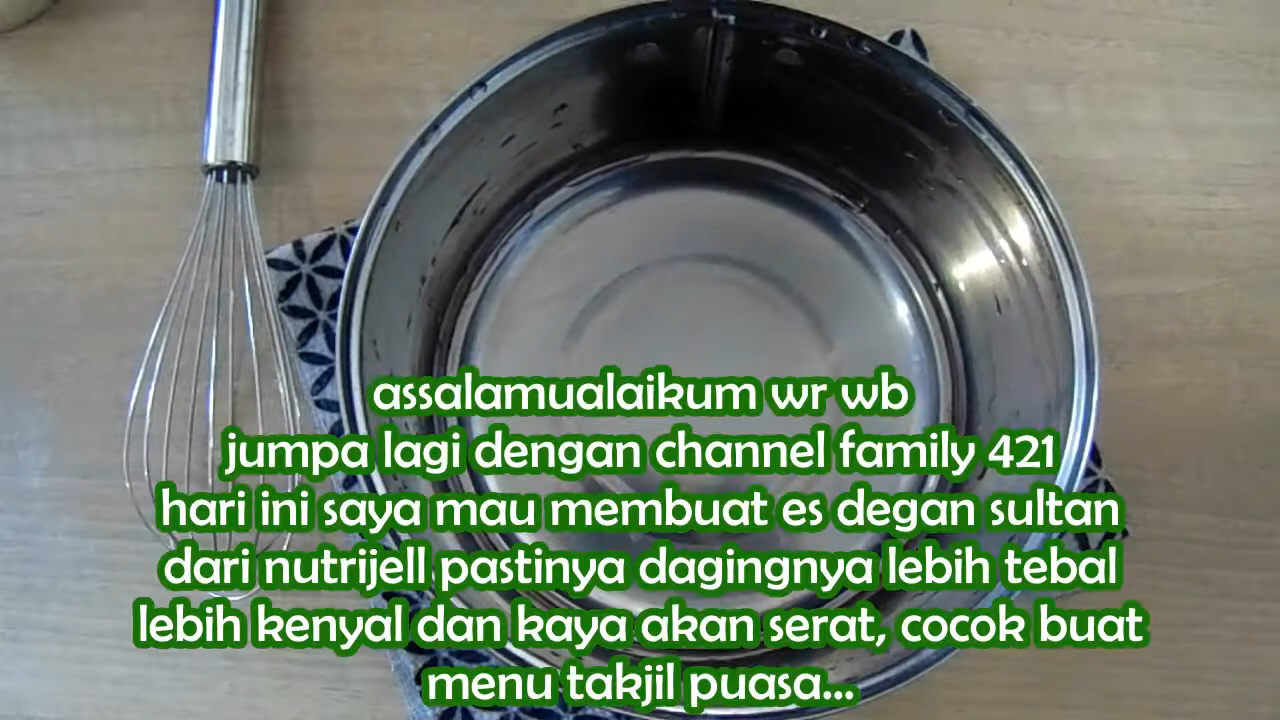 assalamualaikum wr wb
jumpa lagi dengan channel family 421
hari ini saya mau membuat es degan sultan
dari nutrijell pastinya dagingnya lebih tebal
lebih kenyal dan kaya akan serat, cocok buat
menu takjil puasa...